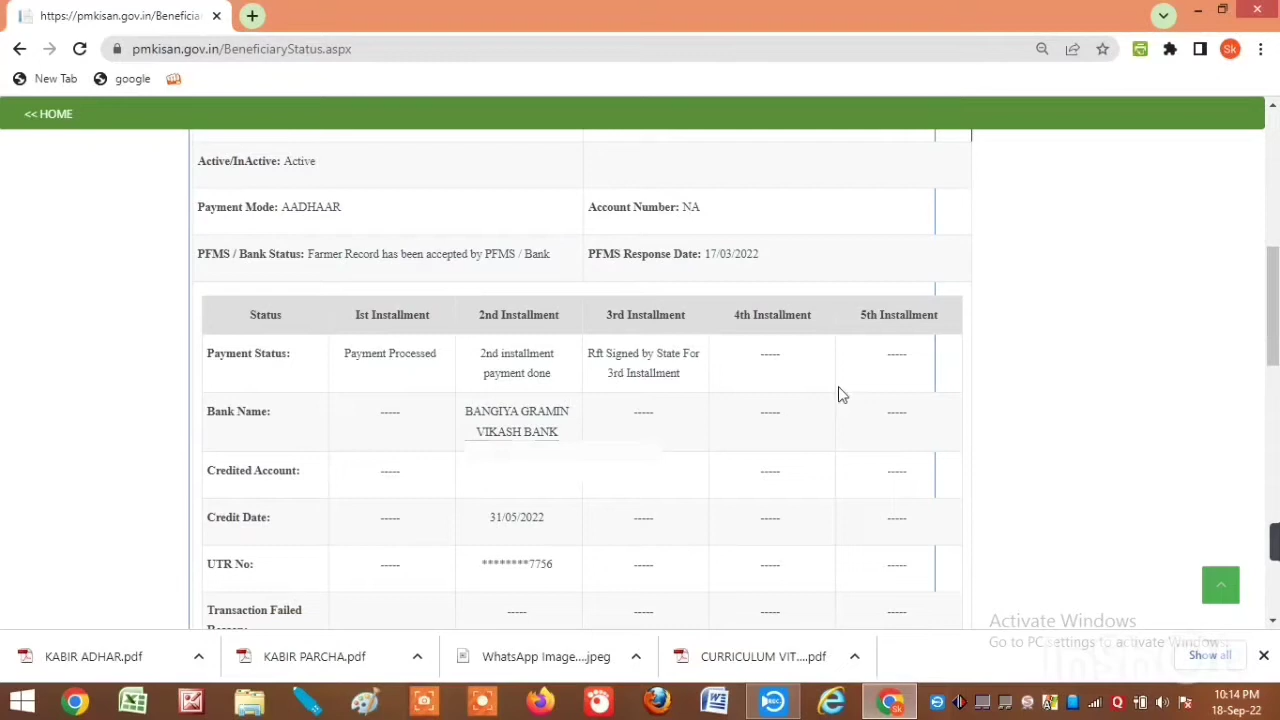 https://pmkisan.gov.in/Beneficia
pmkisan.gov.in/BeneficiaryStatus.aspx
Sk
New Tab
google
<< HOME
Active/InActive: Active
Payment Mode: AADHAAR
Account Number: NA
PFMS / Bank Status: Farmer Record has been accepted by PFMS / Bank
PFMS Response Date: 17/03/2022
Status Ist Installment 2nd Installment 3rd Installment 4th Installment 5th Installment
Payment Status: Payment Processed 2nd installment payment done Rft Signed by State For 3rd Installment ----- -----
Bank Name: ----- BANGIYA GRAMIN VIKASH BANK ----- ----- -----
Credited Account: ----- ----- -----
Credit Date: ----- 31/05/2022 ----- ----- -----
UTR No: ----- ********7756 ----- ----- -----
Transaction Failed ----- ----- ----- -----
Activate Windows
Go to PC settings to activate Windows.
KABIR ADHAR.pdf
KABIR PARCHA.pdf
WhatsApp Image....jpeg
CURRICULUM VIT....pdf
Show all
10:14 PM
18-Sep-22